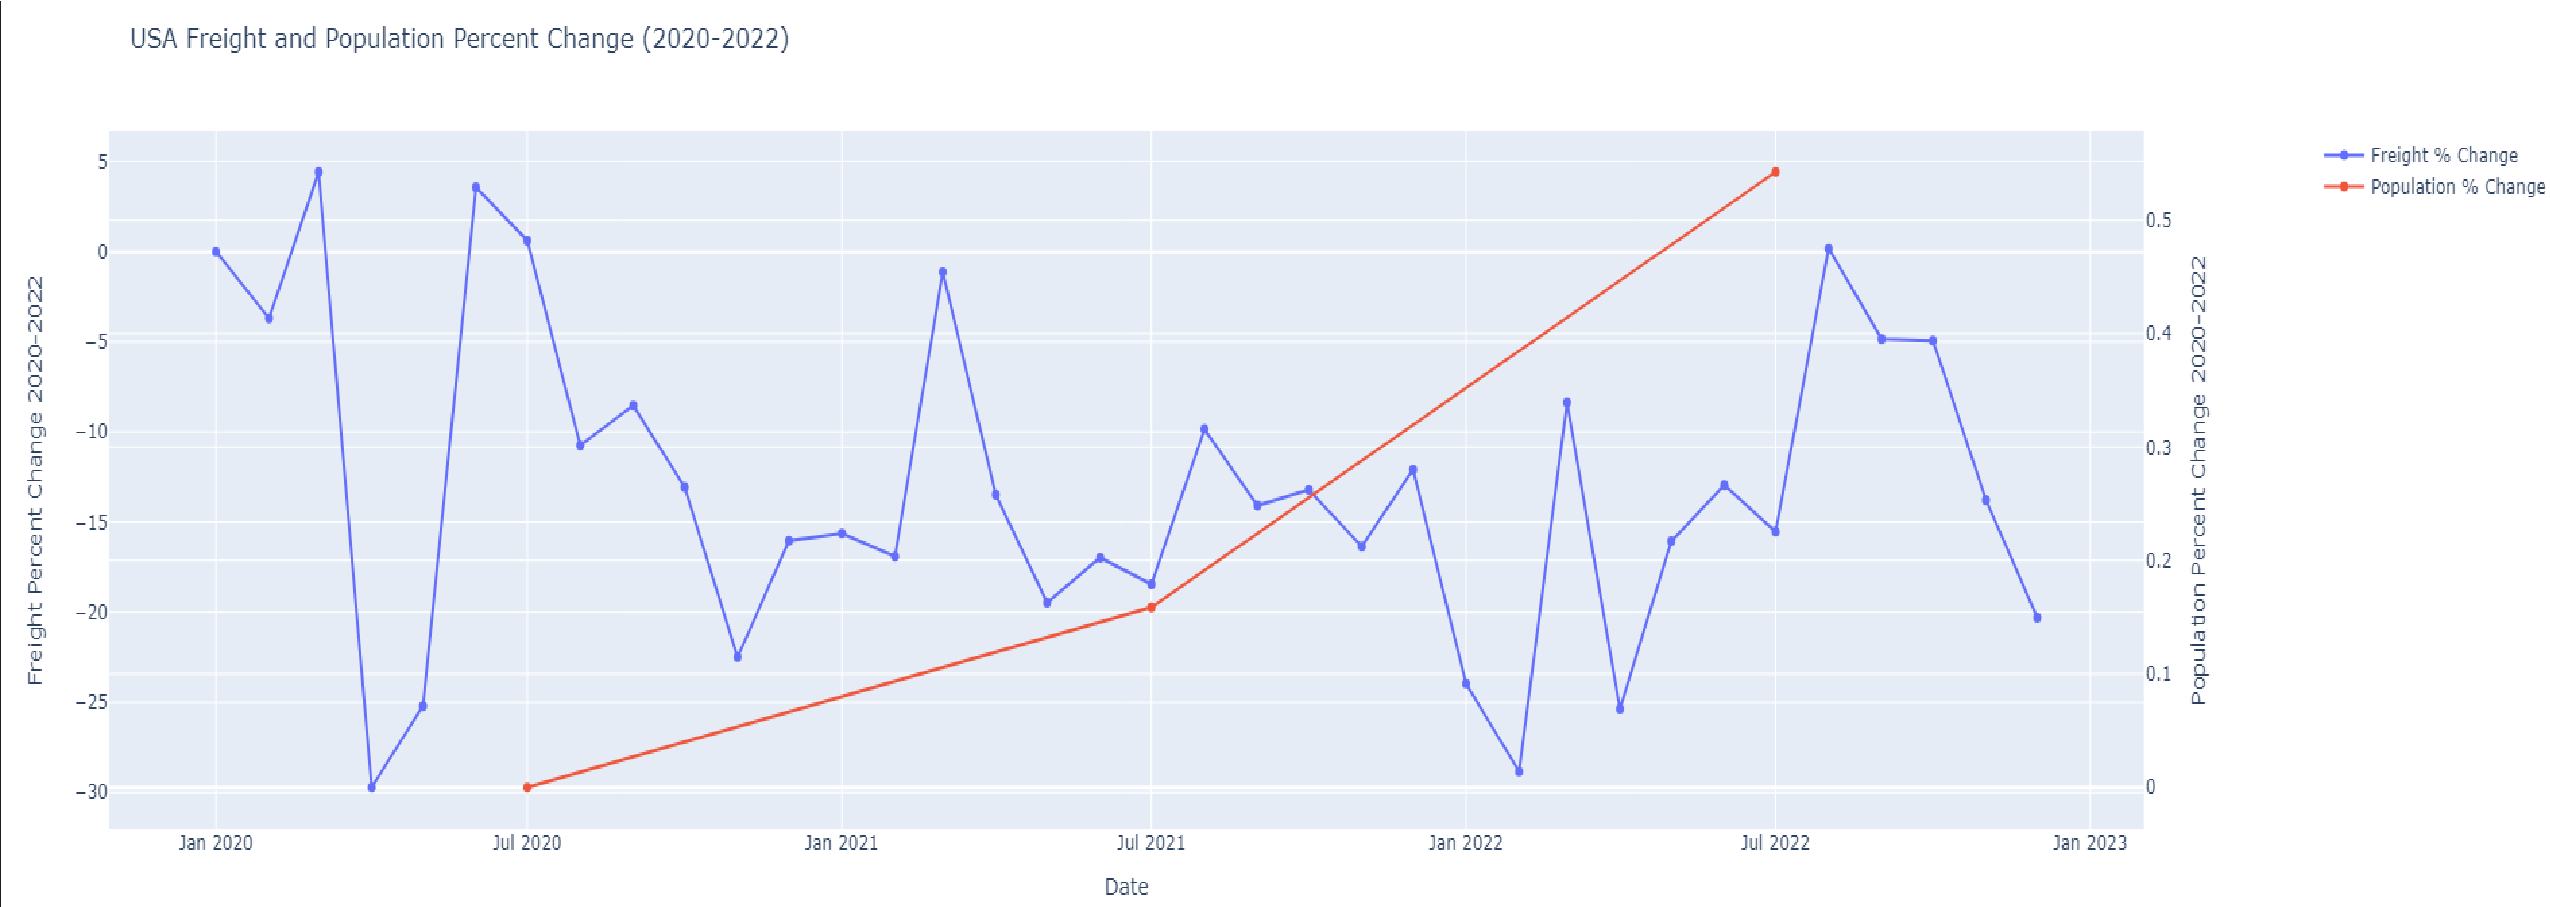 USA Freight and Population Percent Change (2020-2022)
Freight % Change
Population % Change
Freight Percent Change 2020-2022
5
0
−5
−10
−15
−20
−25
−30
0.5
0.4
0.3
0.2
0.1
0
Population Percent Change 2020-2022
Jan 2020 Jul 2020 Jan 2021 Jul 2021 Jan 2022 Jul 2022 Jan 2023
Date